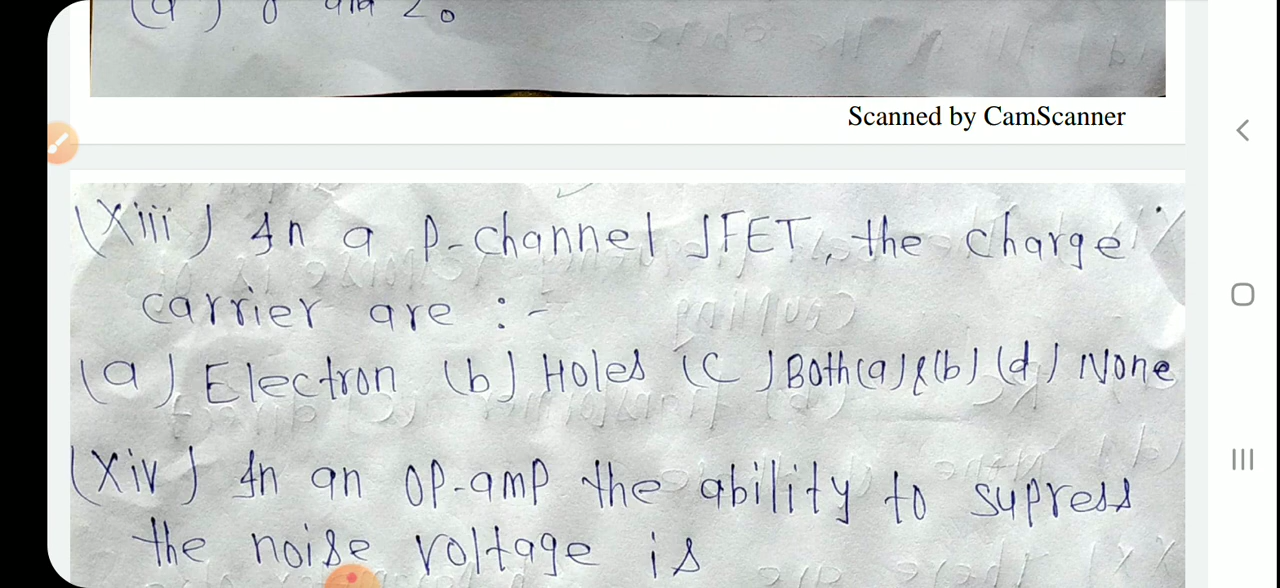 Scanned by CamScanner
(Xiii) In a P-channel JFET, the charge
carrier are :-
(a) Electron (b) Holes (C) Both(a)&(b) (d) None
(Xiv) In an OP-amp the ability to supress
the noise voltage is